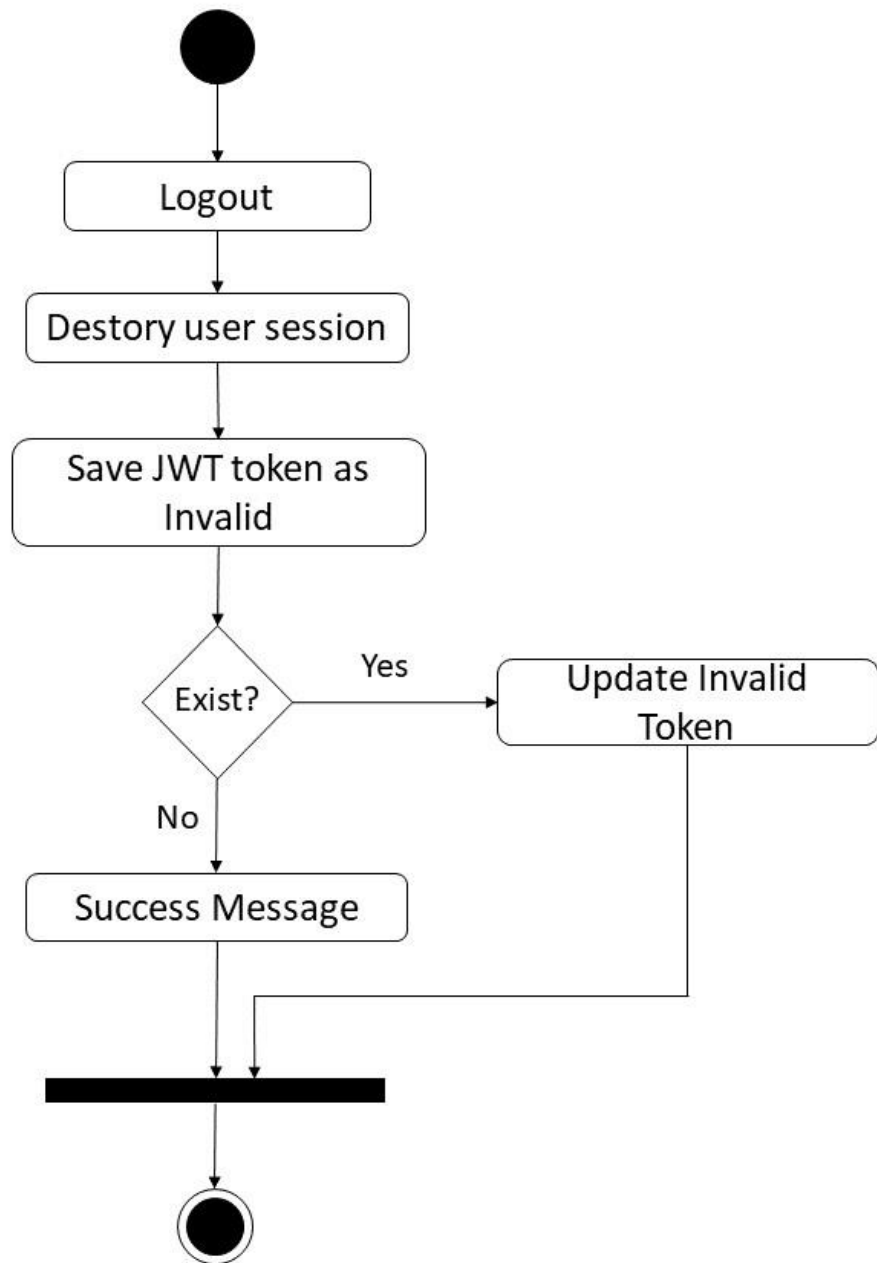 Logout
Destory user session
Save JWT token as
Invalid
Exist?
Yes
Update Invalid
Token
No
Success Message